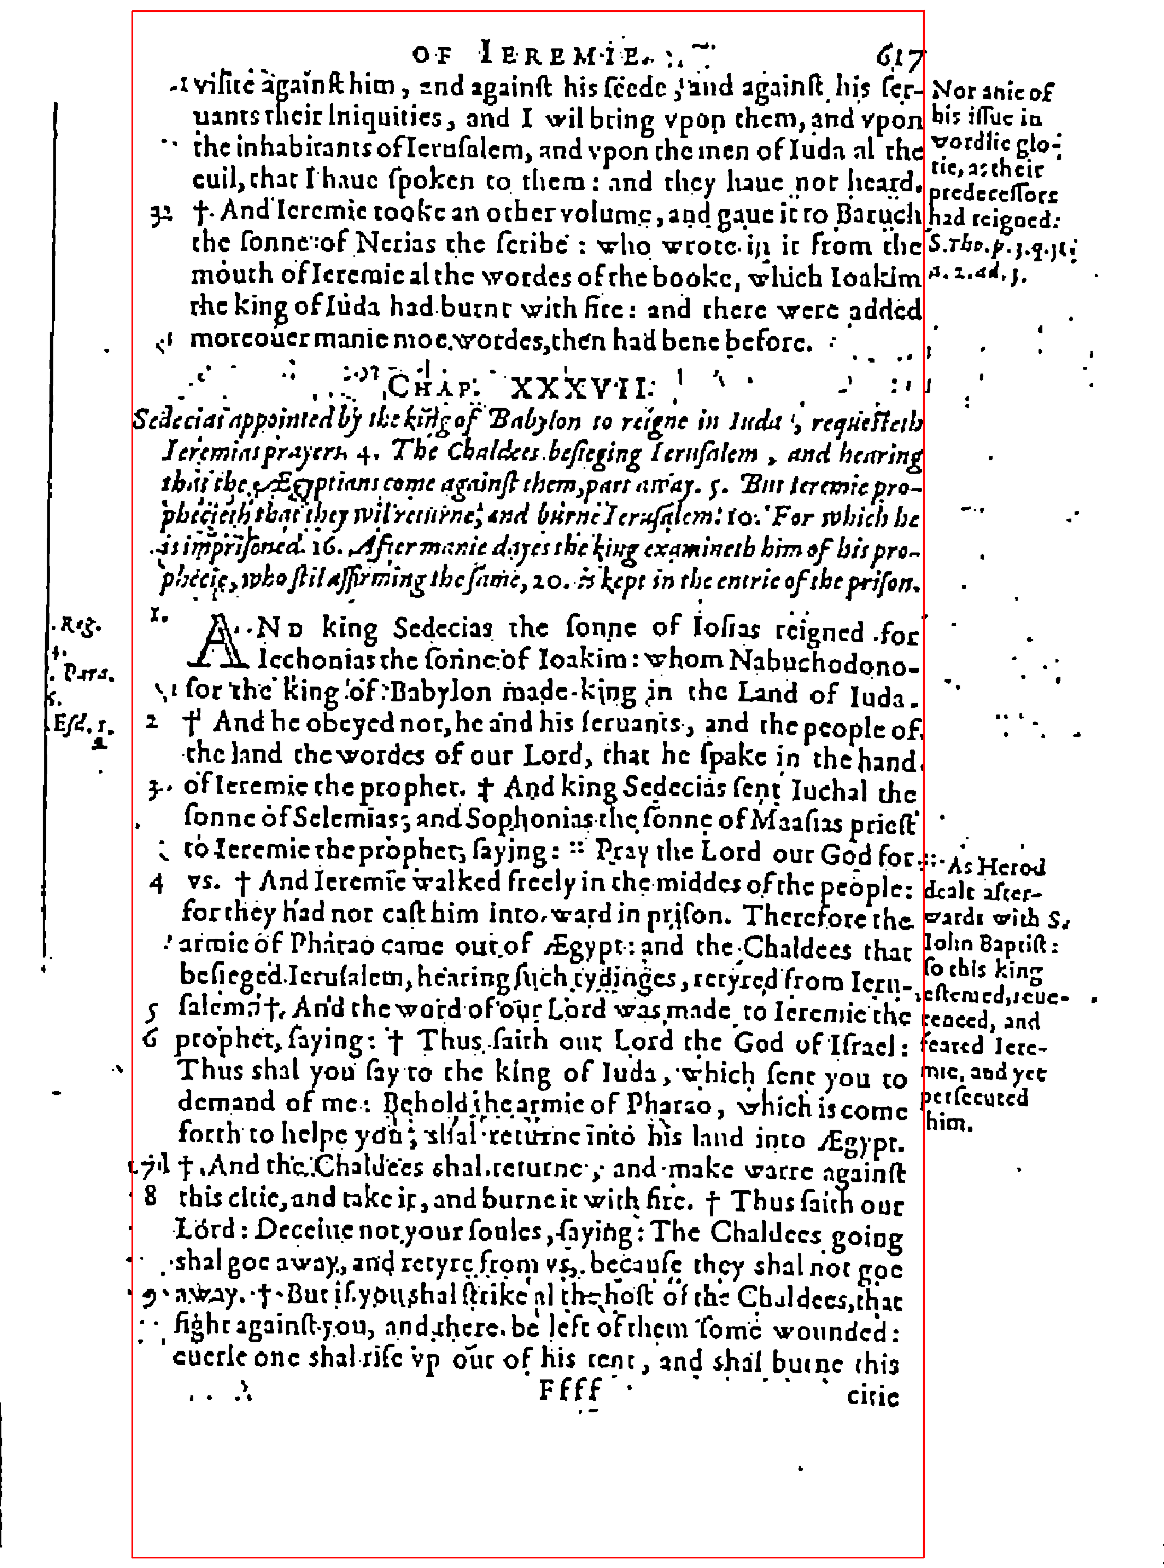 OF IEREMIE. 617
visite against him, and against his seede, and against his ser-
uants their iniquities, and I wil bring vpon them, and vpon
the inhabitants of Ierusalem, and vpon the men of Iuda al the
euil, that I haue spoken to them: and they haue not heard.
32 †. And Ieremie tooke an other volume, and gaue it to Baruch
the sonne of Nerias the scribe: who wrote in it from the
mouth of Ieremie al the wordes of the booke, which Ioakim
the king of Iuda had burnt with fire: and there were added
moreouer manie moe wordes, then had bene before.
Nor anie of
his issue in
wordlie glo-
rie, as their
predecessors
had reigned:
S. Tho. p. 3. q. 31.
a. 2. ad. 3.
CHAP. XXXVII.
Sedecias appointed by the king of Babylon to reigne in Iuda, requesteth
Ieremias prayers 4. The Chaldees besieging Ierusalem, and hearing
that the Ægyptians come against them, part away. 5. But Ieremie pro-
phecieth that they wil returne, and burne Ierusalem. 10. For which he
is imprisoned. 16. After manie dayes the king examineth him of his pro-
phecie, who stil affirming the same, 20. is kept in the entrie of the prison.
1. AND king Sedecias the sonne of Iosias reigned for
Iechonias the sonne of Ioakim: whom Nabuchodono-
sor the king of Babylon made king in the Land of Iuda.
2 † And he obeyed not, he and his seruants, and the people of
the land the wordes of our Lord, that he spake in the hand
3. of Ieremie the prophet. † And king Sedecias sent Iuchal the
sonne of Selemias, and Sophonias the sonne of Maasias priest
to Ieremie the prophet, saying: :: Pray the Lord our God for
4 vs. † And Ieremie walked freely in the middes of the people:
for they had not cast him into ward in prison. Therefore the
armie of Pharao came out of Ægypt: and the Chaldees that
besieged Ierusalem, hearing such tydinges, retyred from Ieru-
5 salem. †. And the word of our Lord was made to Ieremie the
6 prophet, saying: † Thus saith our Lord the God of Israel:
Thus shal you say to the king of Iuda, which sent you to
demand of me: Behold the armie of Pharao, which is come
forth to helpe you, shal returne into his land into Ægypt.
7 † And the Chaldees shal returne, and make warre against
8 this citie, and take it, and burne it with fire. † Thus saith our
Lord: Deceiue not your soules, saying: The Chaldees going
shal goe away, and retyre from vs, because they shal not goe
9 away. † But if you shal strike al the host of the Chaldees, that
fight against you, and there be left of them some wounded:
euerie one shal rise vp out of his tent, and shal burne this
Reg.
Para.
Esd. 1.
:: As Herod
dealt after-
wards with S.
Iohn Baptist:
so this king
estemed, reue-
renced, and
feared Iere-
mie, and yet
persecuted
him.
Ffff citie